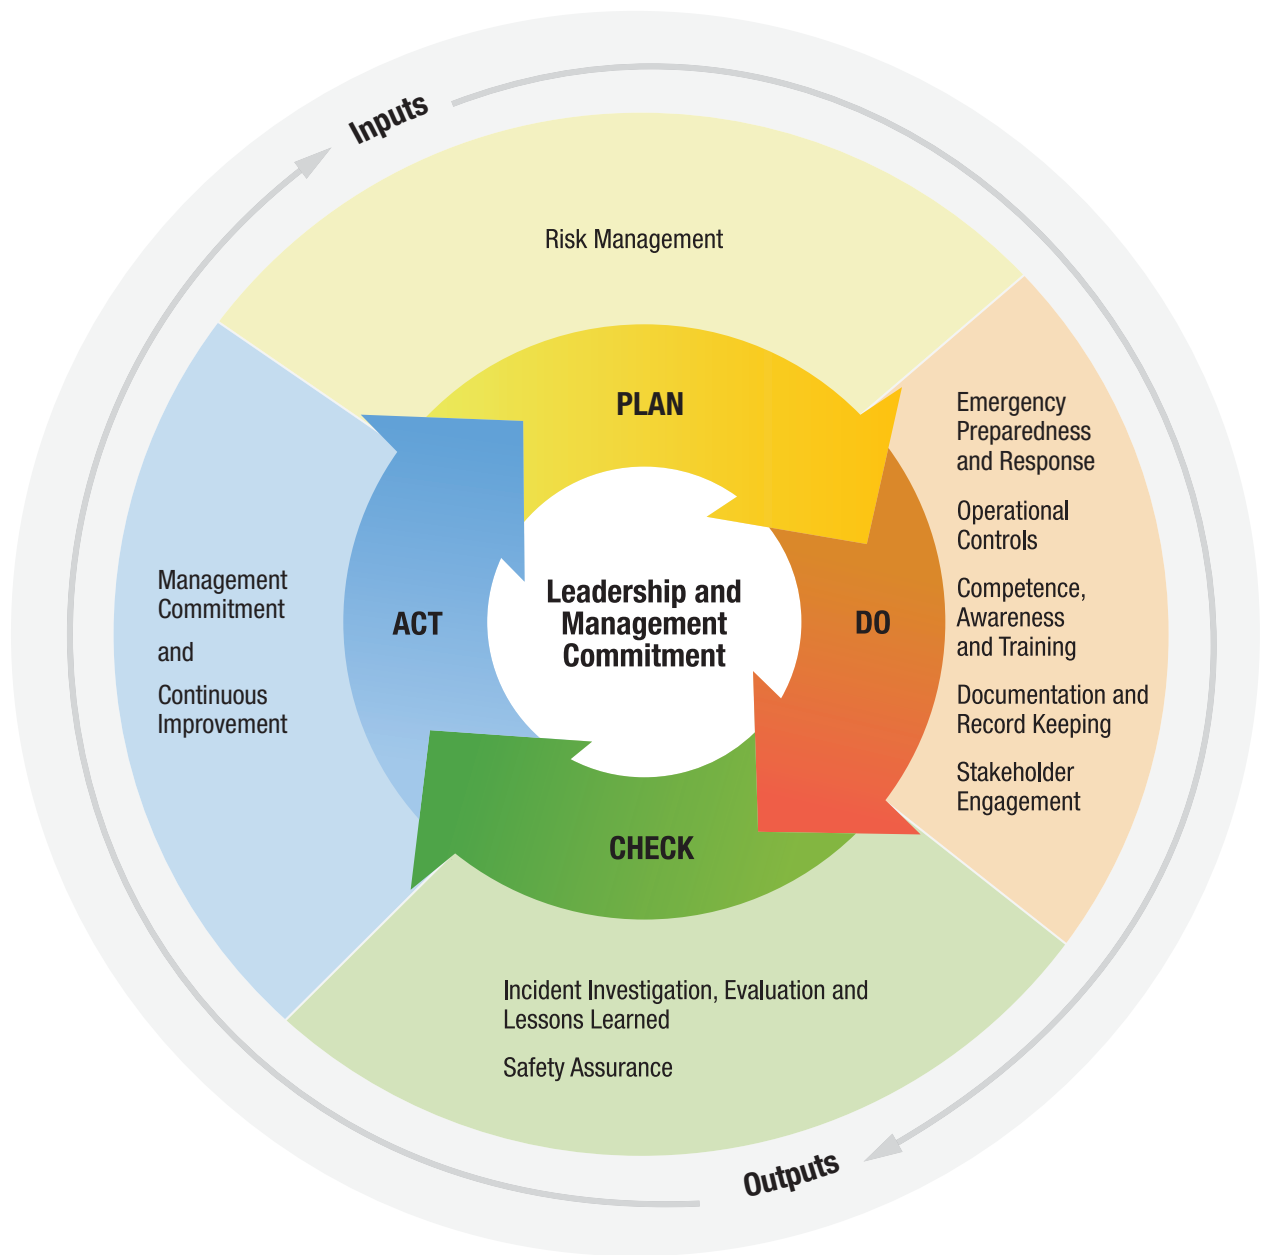 Inputs
Risk Management
PLAN
Emergency
Preparedness
and Response
Operational
Controls
Competence,
Awareness
and Training
Documentation and
Record Keeping
Stakeholder
Engagement
DO
Leadership and
Management
Commitment
ACT
Management
Commitment
and
Continuous
Improvement
CHECK
Incident Investigation, Evaluation and
Lessons Learned
Safety Assurance
Outputs